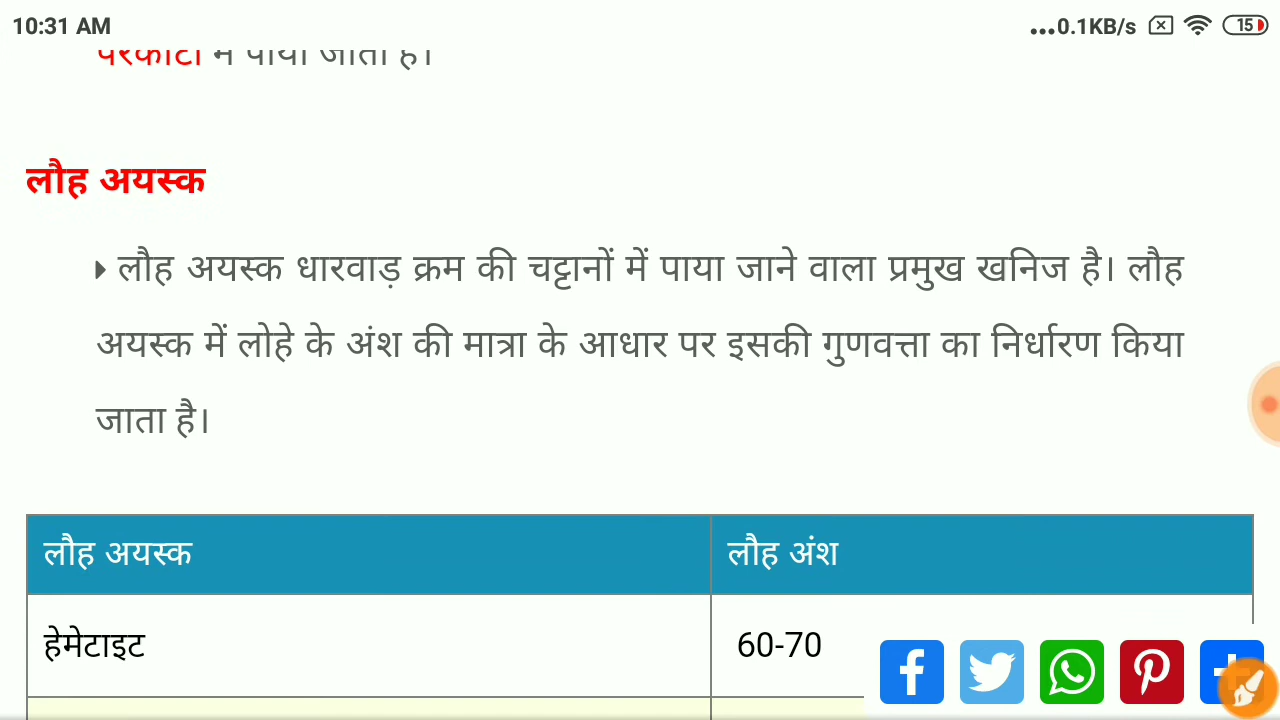 10:31 AM
...0.1KB/s
15
परकोटा में पाया जाता है।
लौह अयस्क
लौह अयस्क धारवाड़ क्रम की चट्टानों में पाया जाने वाला प्रमुख खनिज है। लौह
अयस्क में लोहे के अंश की मात्रा के आधार पर इसकी गुणवत्ता का निर्धारण किया
जाता है।
लौह अयस्क
लौह अंश
हेमेटाइट
60-70